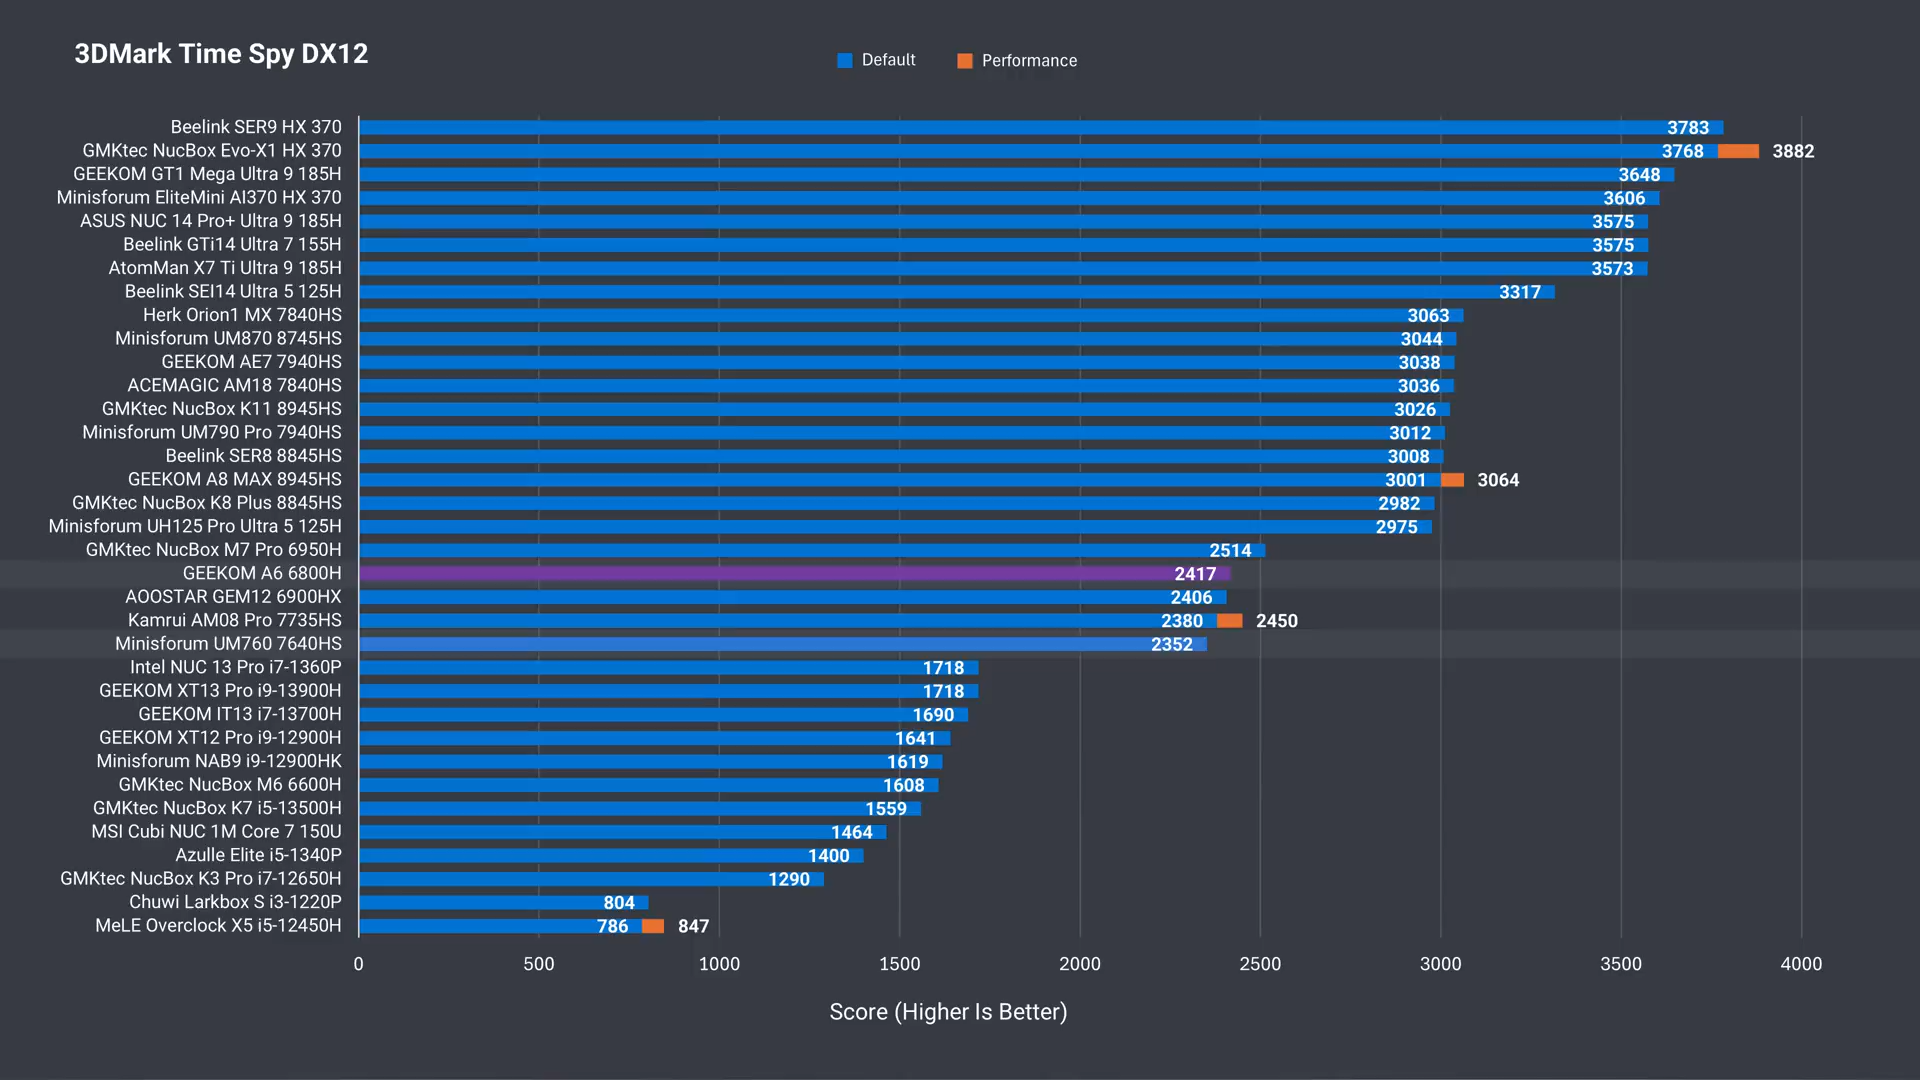 3DMark Time Spy DX12
Default
Performance
Beelink SER9 HX 370 3783
GMKtec NucBox Evo-X1 HX 370 3768 3882
GEEKOM GT1 Mega Ultra 9 185H 3648
Minisforum EliteMini AI370 HX 370 3606
ASUS NUC 14 Pro+ Ultra 9 185H 3575
Beelink GTi14 Ultra 7 155H 3575
AtomMan X7 Ti Ultra 9 185H 3573
Beelink SEI14 Ultra 5 125H 3317
Herk Orion1 MX 7840HS 3063
Minisforum UM870 8745HS 3044
GEEKOM AE7 7940HS 3038
ACEMAGIC AM18 7840HS 3036
GMKtec NucBox K11 8945HS 3026
Minisforum UM790 Pro 7940HS 3012
Beelink SER8 8845HS 3008
GEEKOM A8 MAX 8945HS 3001 3064
GMKtec NucBox K8 Plus 8845HS 2982
Minisforum UH125 Pro Ultra 5 125H 2975
GMKtec NucBox M7 Pro 6950H 2514
GEEKOM A6 6800H 2417
AOOSTAR GEM12 6900HX 2406
Kamrui AM08 Pro 7735HS 2380 2450
Minisforum UM760 7640HS 2352
Intel NUC 13 Pro i7-1360P 1718
GEEKOM XT13 Pro i9-13900H 1718
GEEKOM IT13 i7-13700H 1690
GEEKOM XT12 Pro i9-12900H 1641
Minisforum NAB9 i9-12900HK 1619
GMKtec NucBox M6 6600H 1608
GMKtec NucBox K7 i5-13500H 1559
MSI Cubi NUC 1M Core 7 150U 1464
Azulle Elite i5-1340P 1400
GMKtec NucBox K3 Pro i7-12650H 1290
Chuwi Larkbox S i3-1220P 804
MeLE Overclock X5 i5-12450H 786 847
0 500 1000 1500 2000 2500 3000 3500 4000
Score (Higher Is Better)